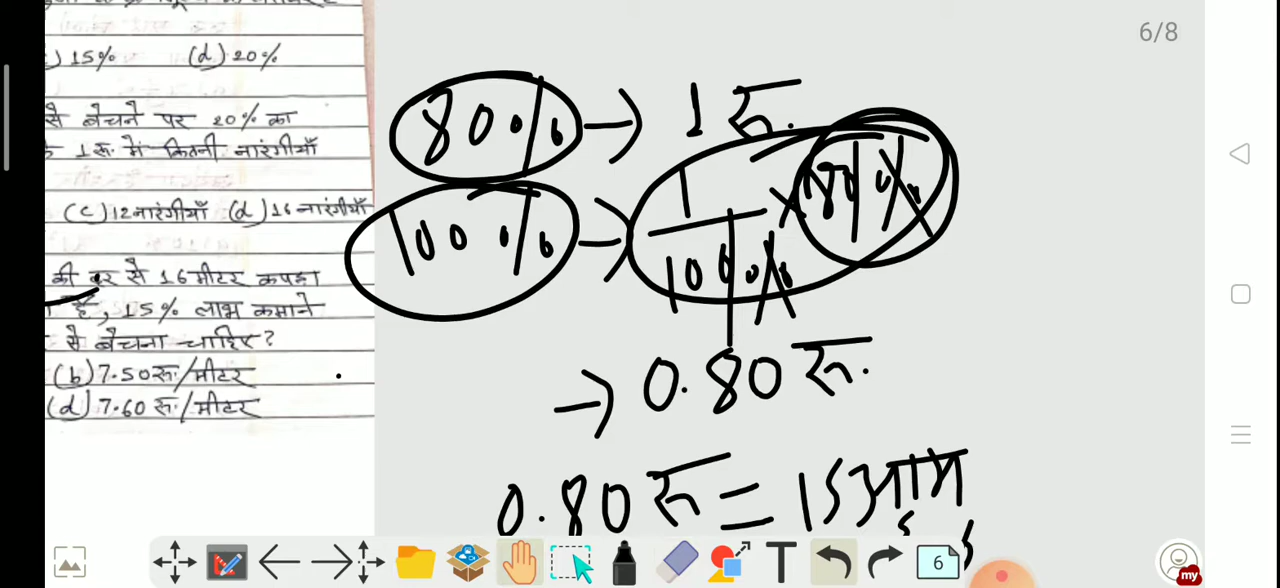 ) 15% (d) 20%
से बेचने पर 20% का
1 रु. में कितनी नारंगीयाँ
(c) 12 नारंगीयाँ (d) 16 नारंगीयाँ
की दर से 16 मीटर कपड़ा
है, 15% लाभ कमाने
से बेचना चाहिए?
(b) 7.50 रु./मीटर
(d) 7.60 रु./मीटर
6/8
80% → 1 रु.
100% → 1/100% × 80%
→ 0.80 रु.
0.80 रु = 15 आम
T
6
my